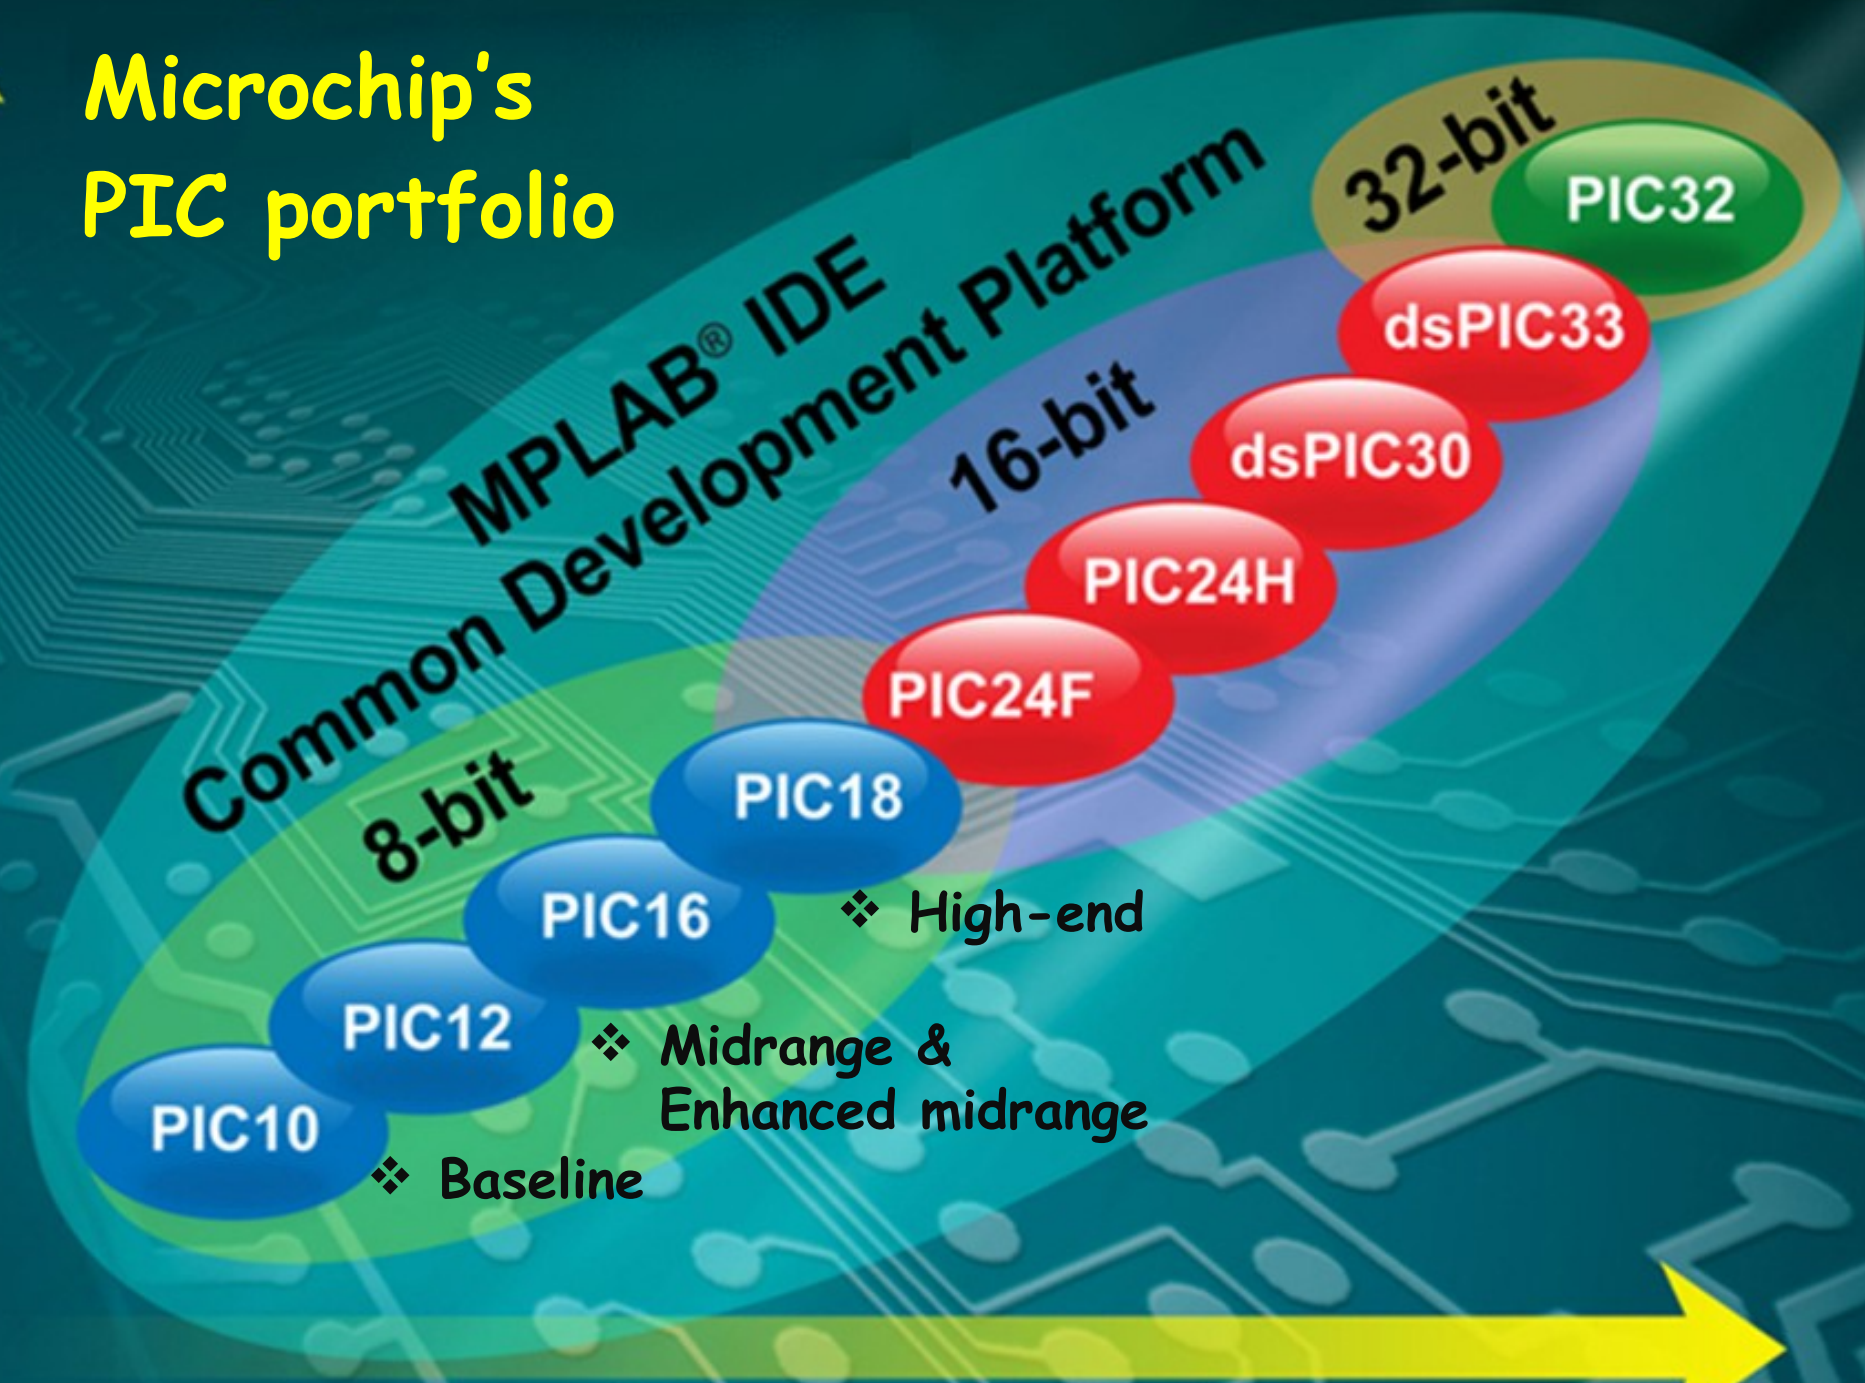 Microchip's
PIC portfolio
MPLAB® IDE
Common Development Platform
32-bit
PIC32
dsPIC33
16-bit
dsPIC30
PIC24H
PIC24F
8-bit
PIC18
PIC16
❖ High-end
PIC12
❖ Midrange &
Enhanced midrange
PIC10
❖ Baseline